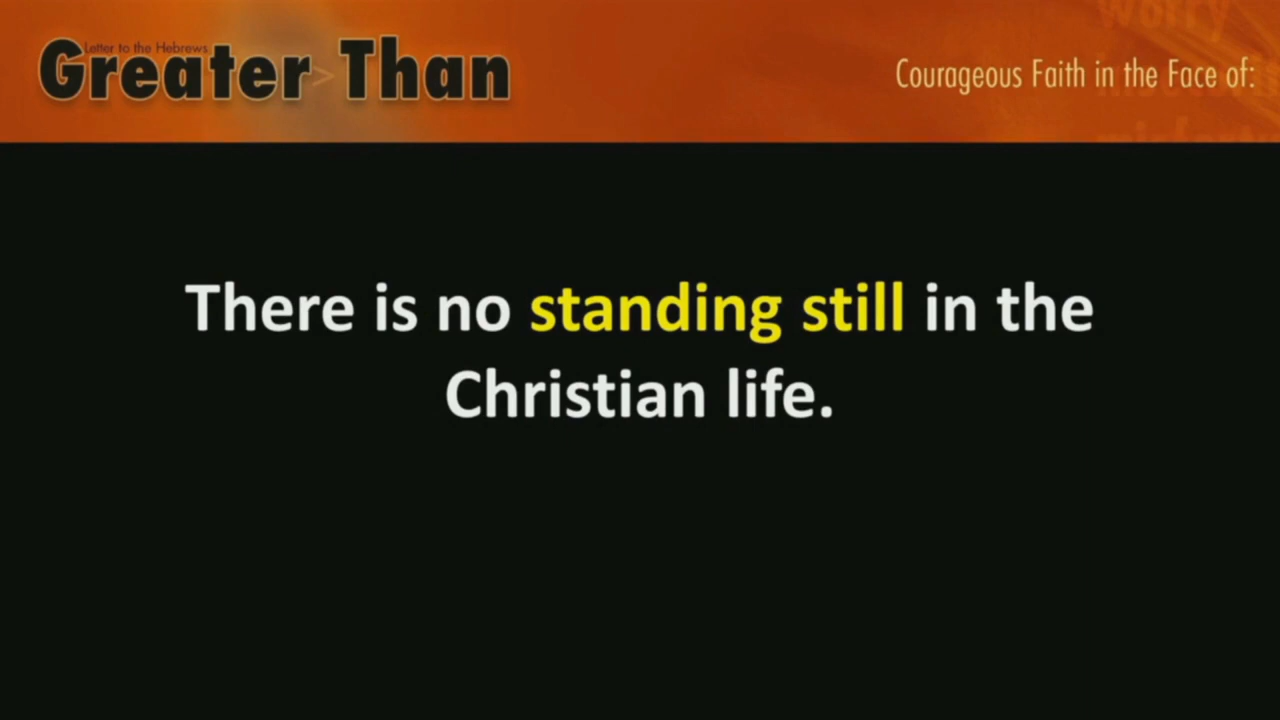 Letter to the Hebrews
Greater > Than
Courageous Faith in the Face of:
worry
There is no standing still in the
Christian life.